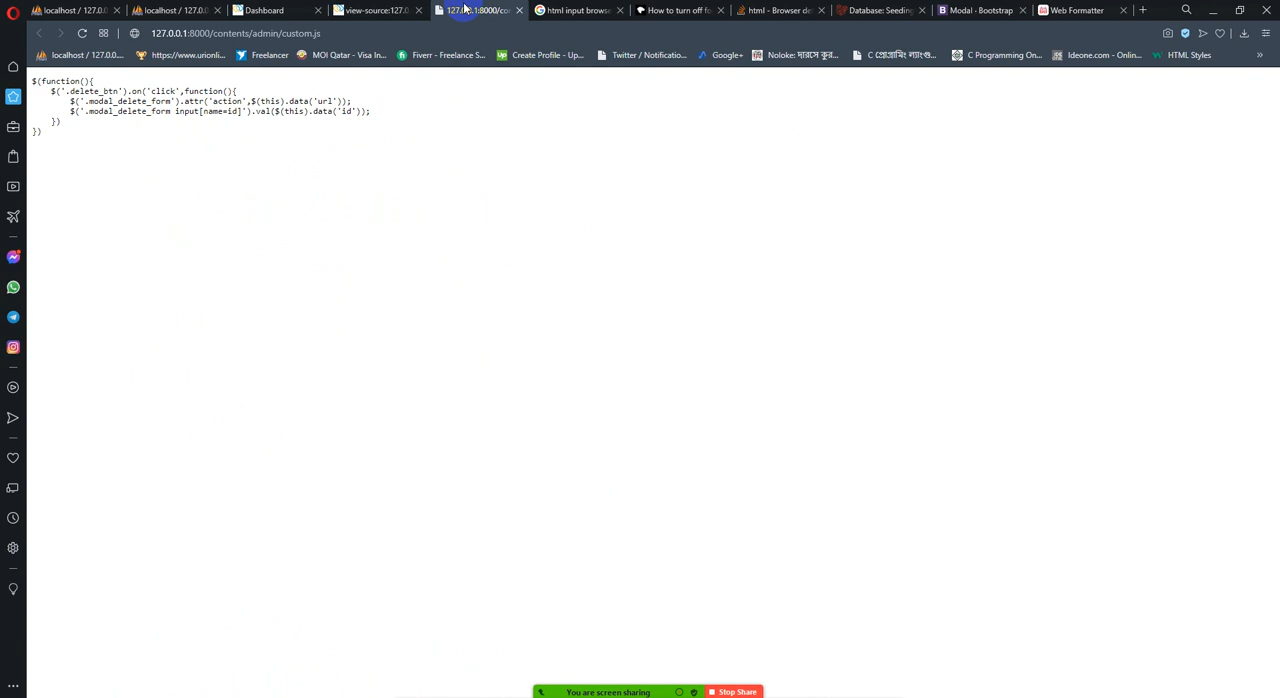 localhost / 127.0.0
localhost / 127.0.0
Dashboard
view-source:127.0.
127.0.0.1:8000/con
html input browse
How to turn off fo
html - Browser de
Database: Seeding
Modal · Bootstrap
Web Formatter
127.0.0.1:8000/contents/admin/custom.js
localhost / 127.0.0....
https://www.urionli...
Freelancer
MOI Qatar - Visa In...
Fiverr - Freelance S...
Create Profile - Up...
Twitter / Notificatio...
Google+
C Programming On...
Ideone.com - Onlin...
HTML Styles
$(function(){
$('.delete_btn').on('click',function(){
$('.modal_delete_form').attr('action',$(this).data('url'));
$('.modal_delete_form input[name=id]').val($(this).data('id'));
})
})
You are screen sharing
Stop Share